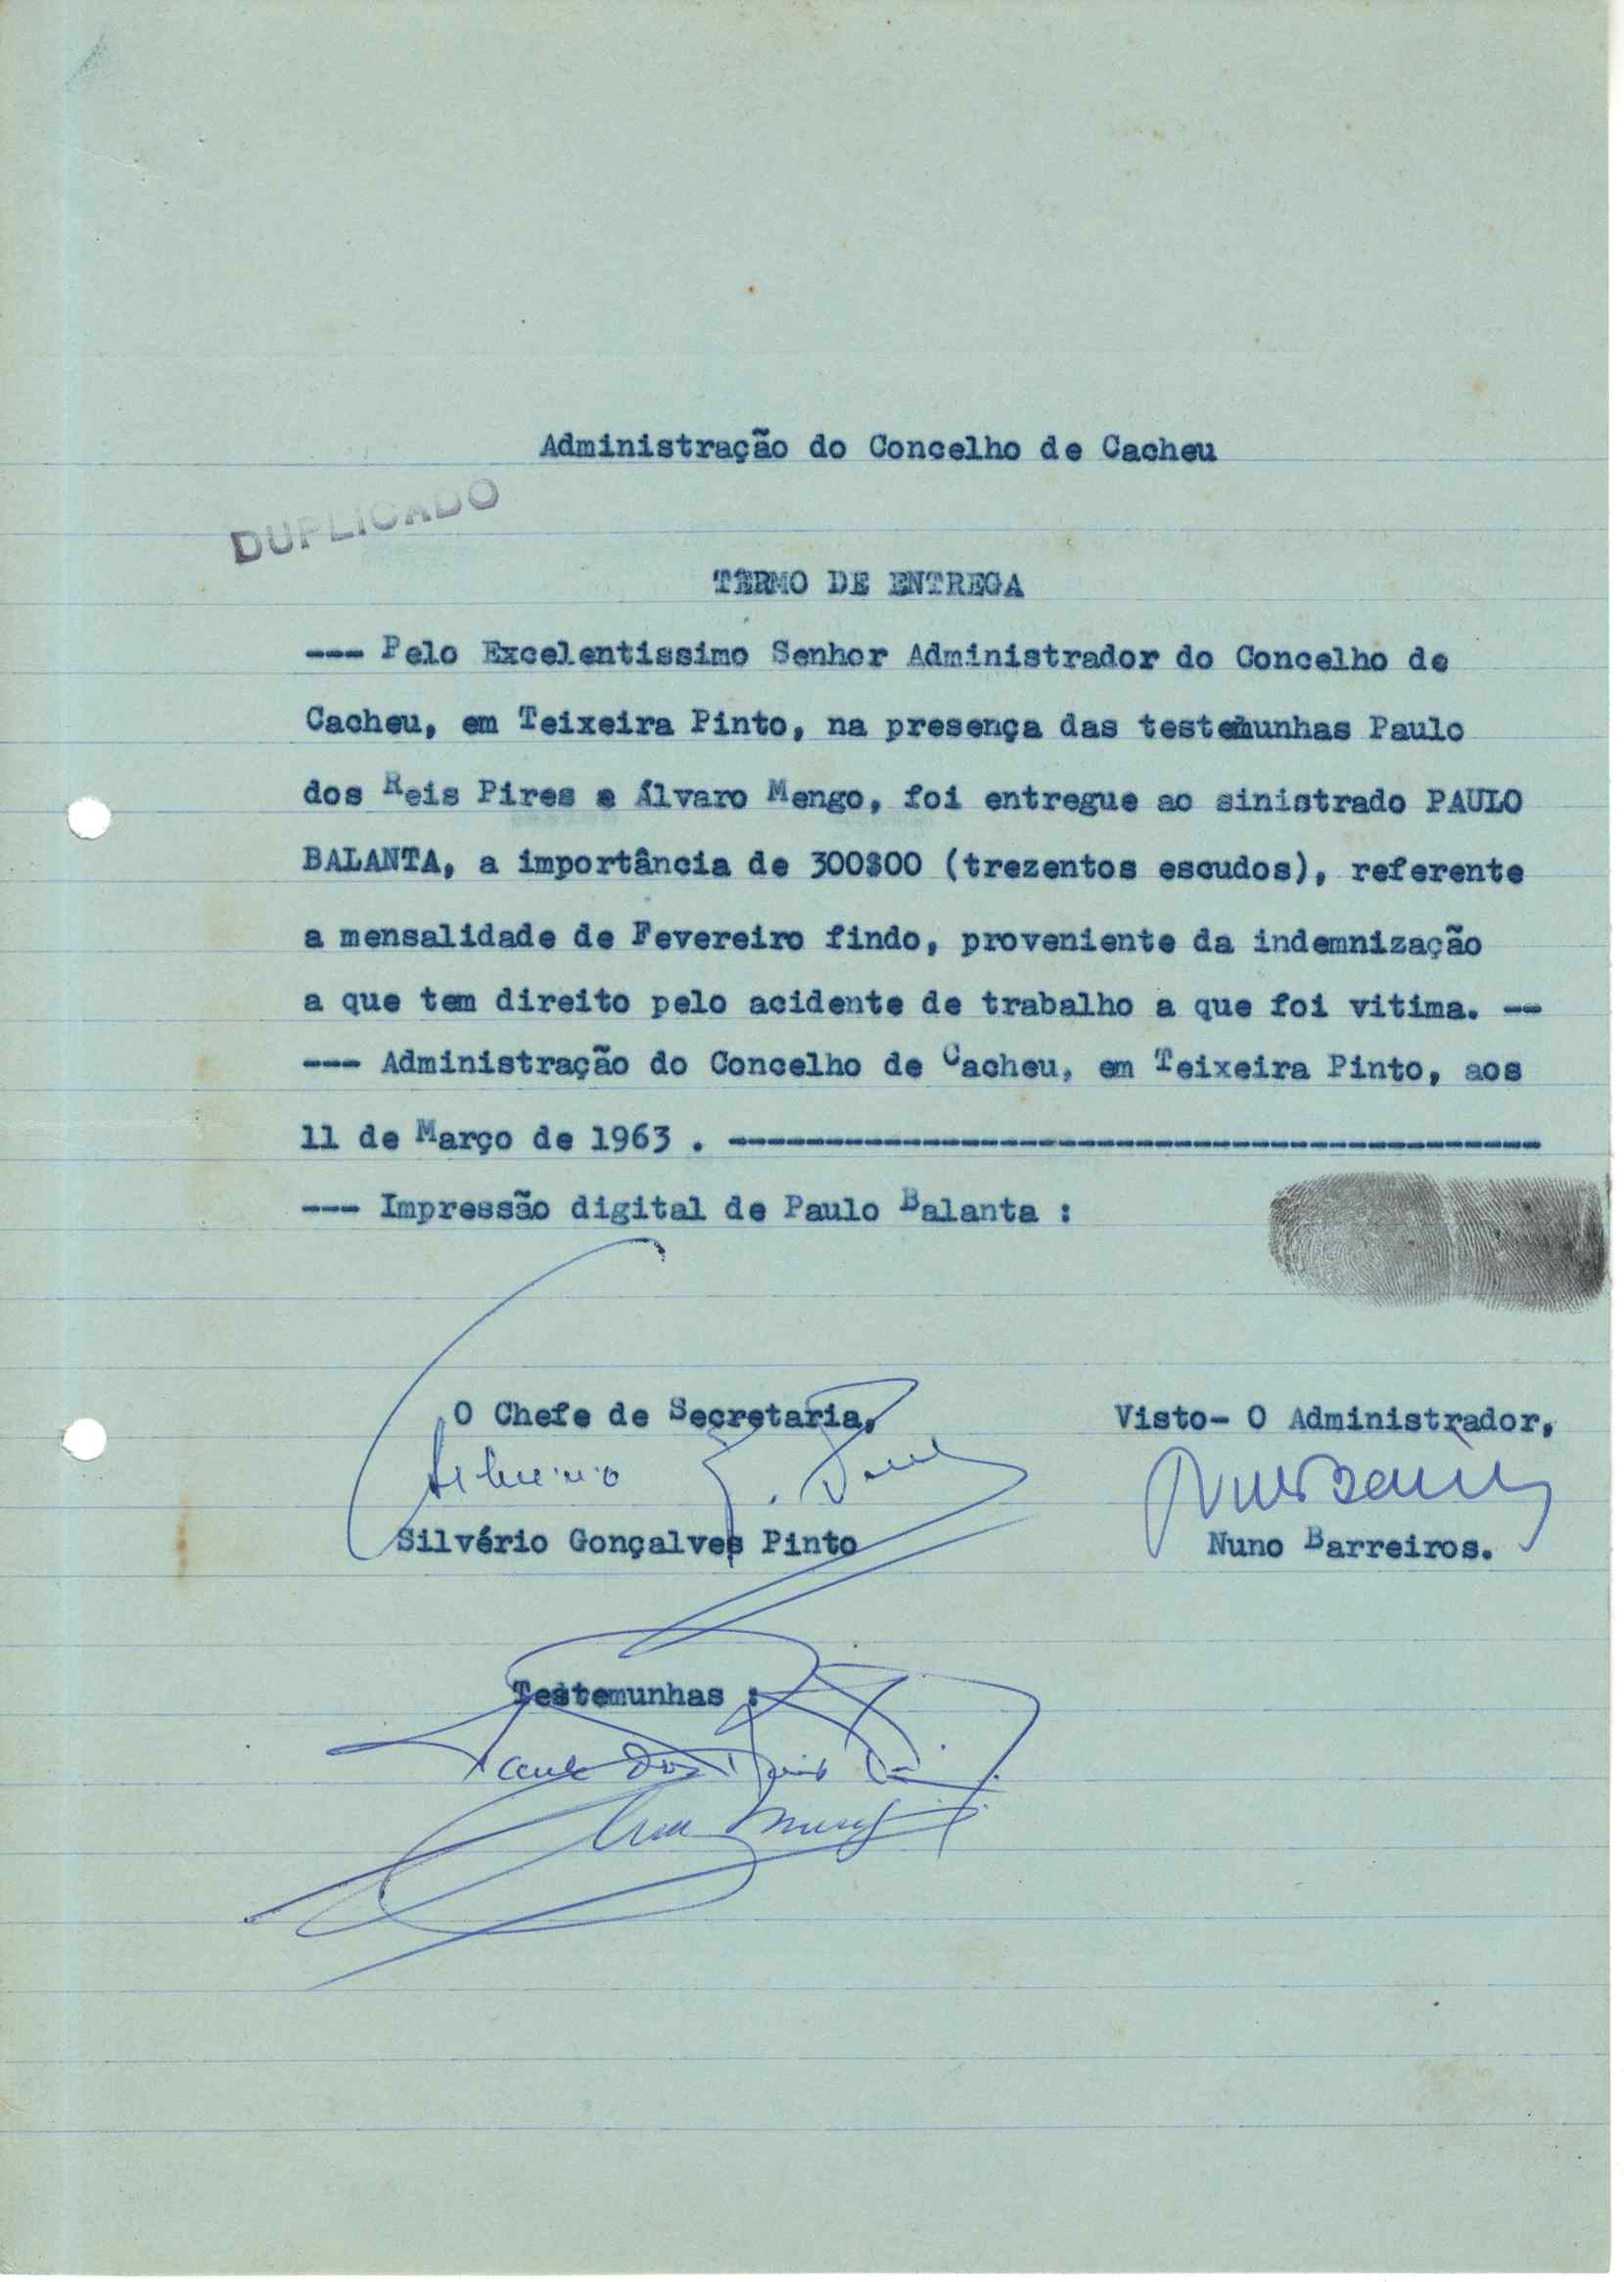 Administração do Concelho de Cacheu
DUPLICADO
TÊRMO DE ENTREGA
--- Pelo Excelentissimo Senhor Administrador do Concelho de
Cacheu, em Teixeira Pinto, na presença das testemunhas Paulo
dos Reis Pires e Álvaro Mengo, foi entregue ao sinistrado PAULO
BALANTA, a importância de 300$00 (trezentos escudos), referente
a mensalidade de Fevereiro findo, proveniente da indemnização
a que tem direito pelo acidente de trabalho a que foi vitima. --
--- Administração do Concelho de Cacheu, em Teixeira Pinto, aos
11 de Março de 1963 . ------------------------------------------
--- Impressão digital de Paulo Balanta :
O Chefe de Secretaria,
Silvério Gonçalves Pinto
Visto- O Administrador,
Nuno Barreiros.
Testemunhas :